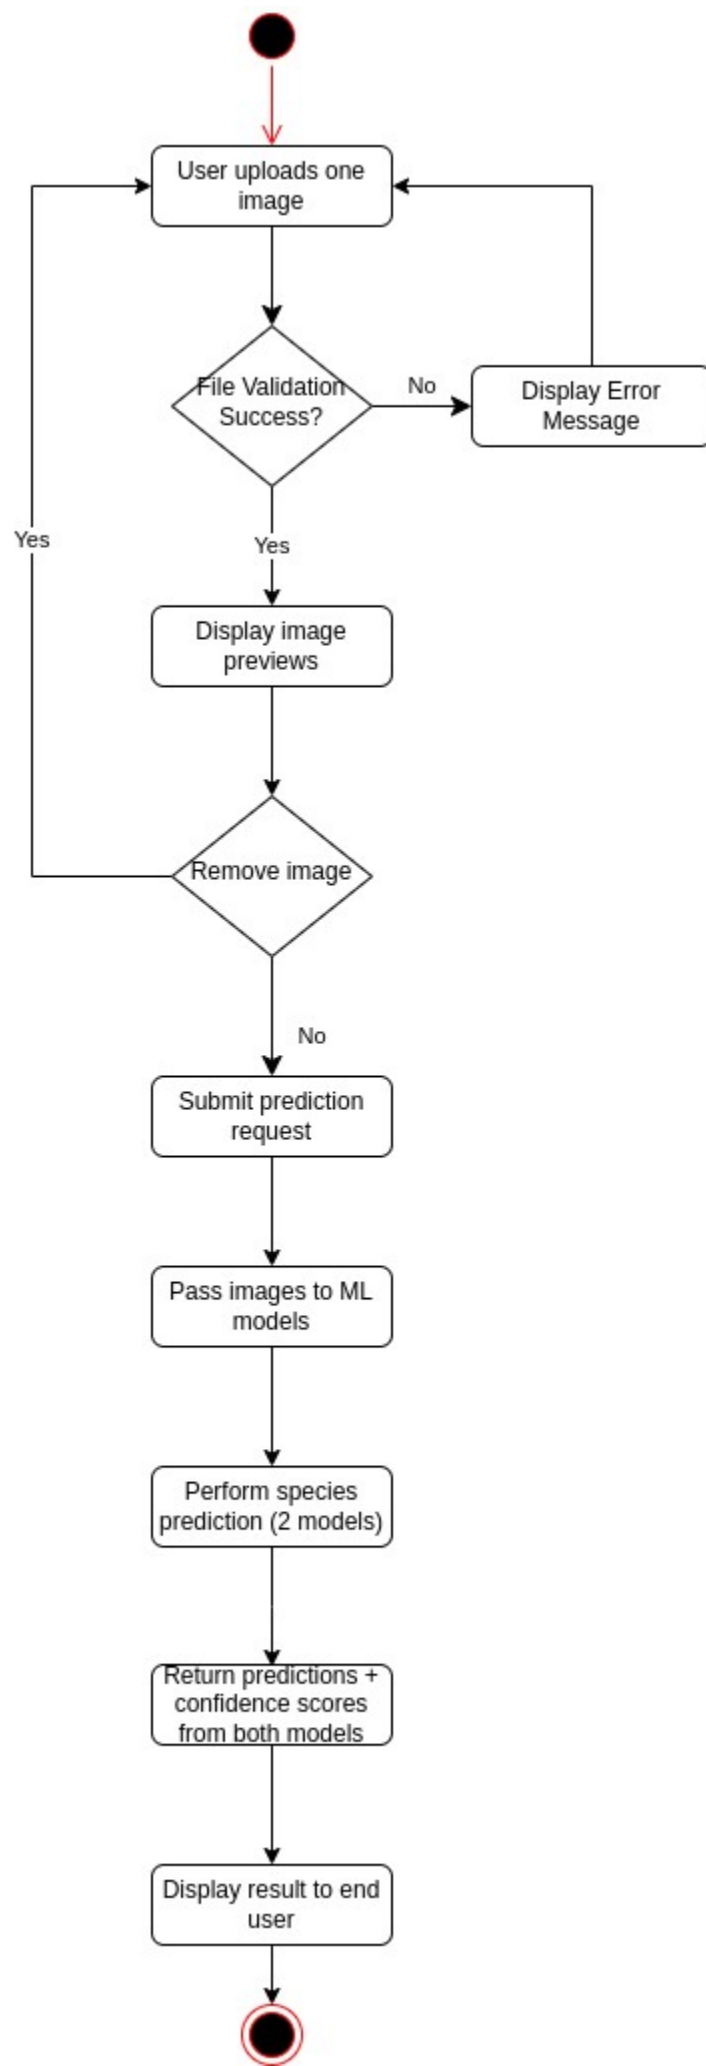 User uploads one
image
File Validation
Success?
No
Display Error
Message
Yes
Yes
Display image
previews
Remove image
No
Submit prediction
request
Pass images to ML
models
Perform species
prediction (2 models)
Return predictions +
confidence scores
from both models
Display result to end
user